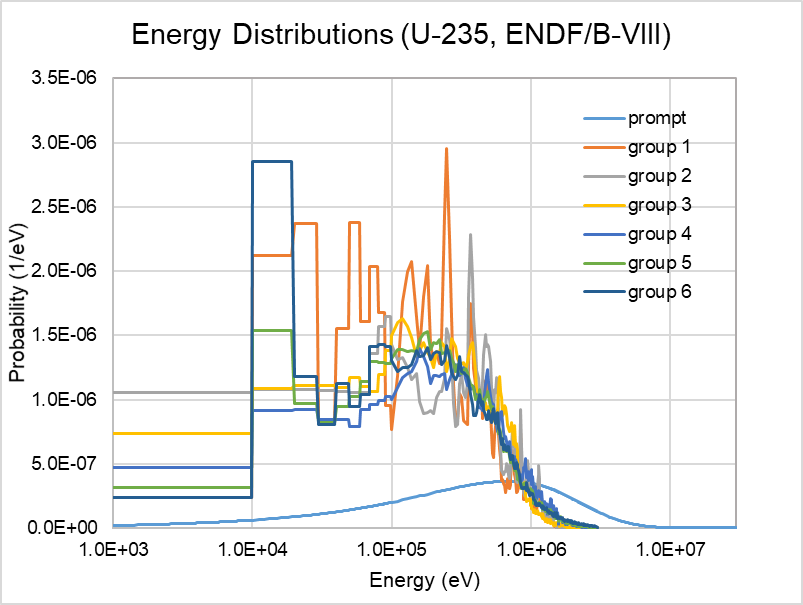 Energy Distributions (U-235, ENDF/B-VIII)
3.5E-06
3.0E-06
2.5E-06
2.0E-06
1.5E-06
1.0E-06
5.0E-07
0.0E+00
Probability (1/eV)
prompt
group 1
group 2
group 3
group 4
group 5
group 6
1.0E+03 1.0E+04 1.0E+05 1.0E+06 1.0E+07
Energy (eV)